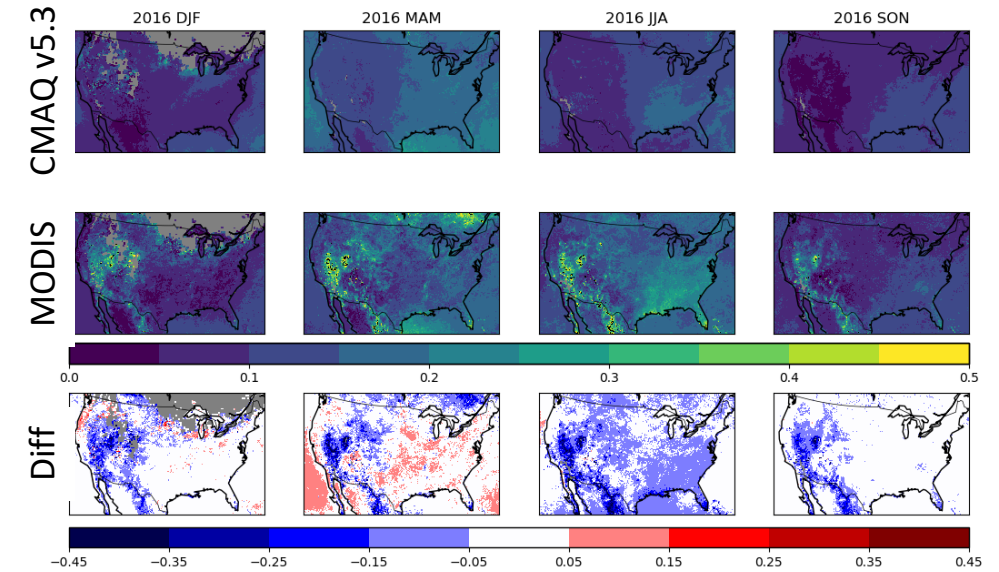 2016 DJF 2016 MAM 2016 JJA 2016 SON
CMAQ v5.3
MODIS
0.0 0.1 0.2 0.3 0.4 0.5
Diff
−0.45 −0.35 −0.25 −0.15 −0.05 0.05 0.15 0.25 0.35 0.45